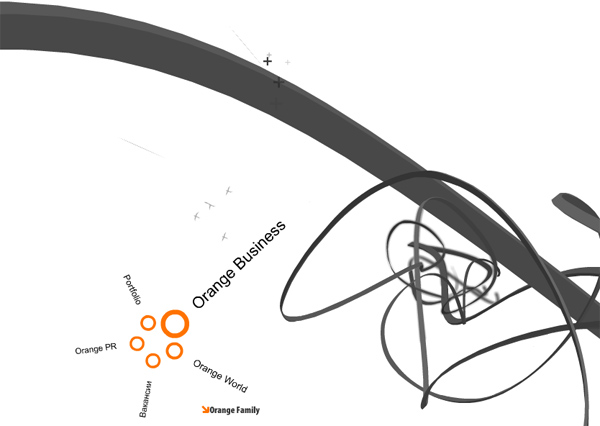 Orange Business
Portfolio
Orange PR
Вакансии
Orange World
Orange Family